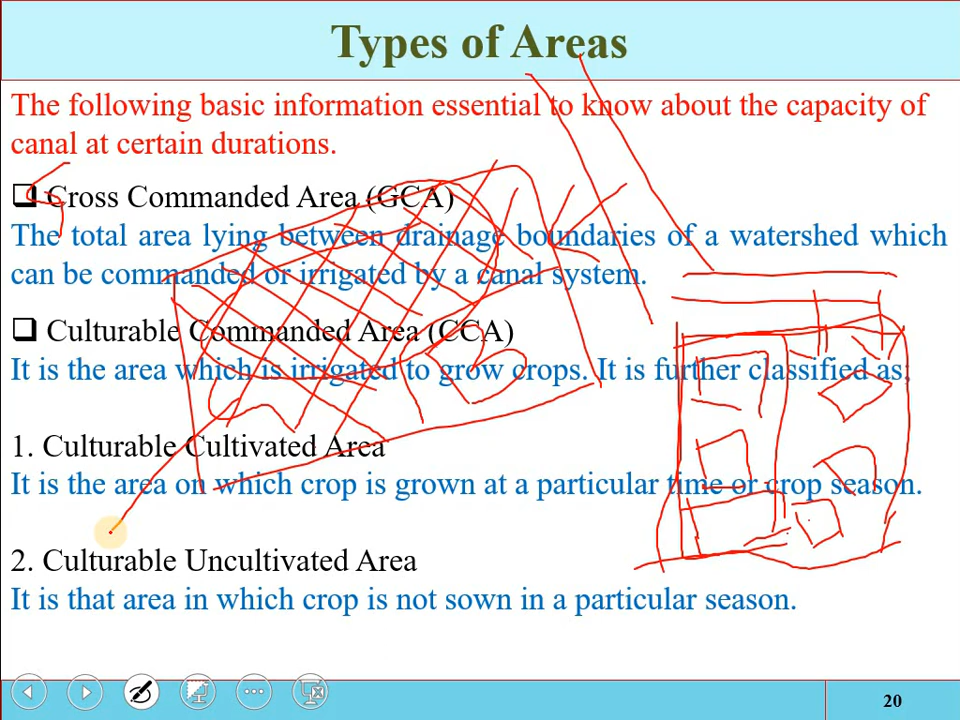 Types of Areas
The following basic information essential to know about the capacity of
canal at certain durations.
❑ Cross Commanded Area (GCA)
The total area lying between drainage boundaries of a watershed which
can be commanded or irrigated by a canal system.
❑ Culturable Commanded Area (CCA)
It is the area which is irrigated to grow crops. It is further classified as;
1. Culturable Cultivated Area
It is the area on which crop is grown at a particular time or crop season.
2. Culturable Uncultivated Area
It is that area in which crop is not sown in a particular season.
20